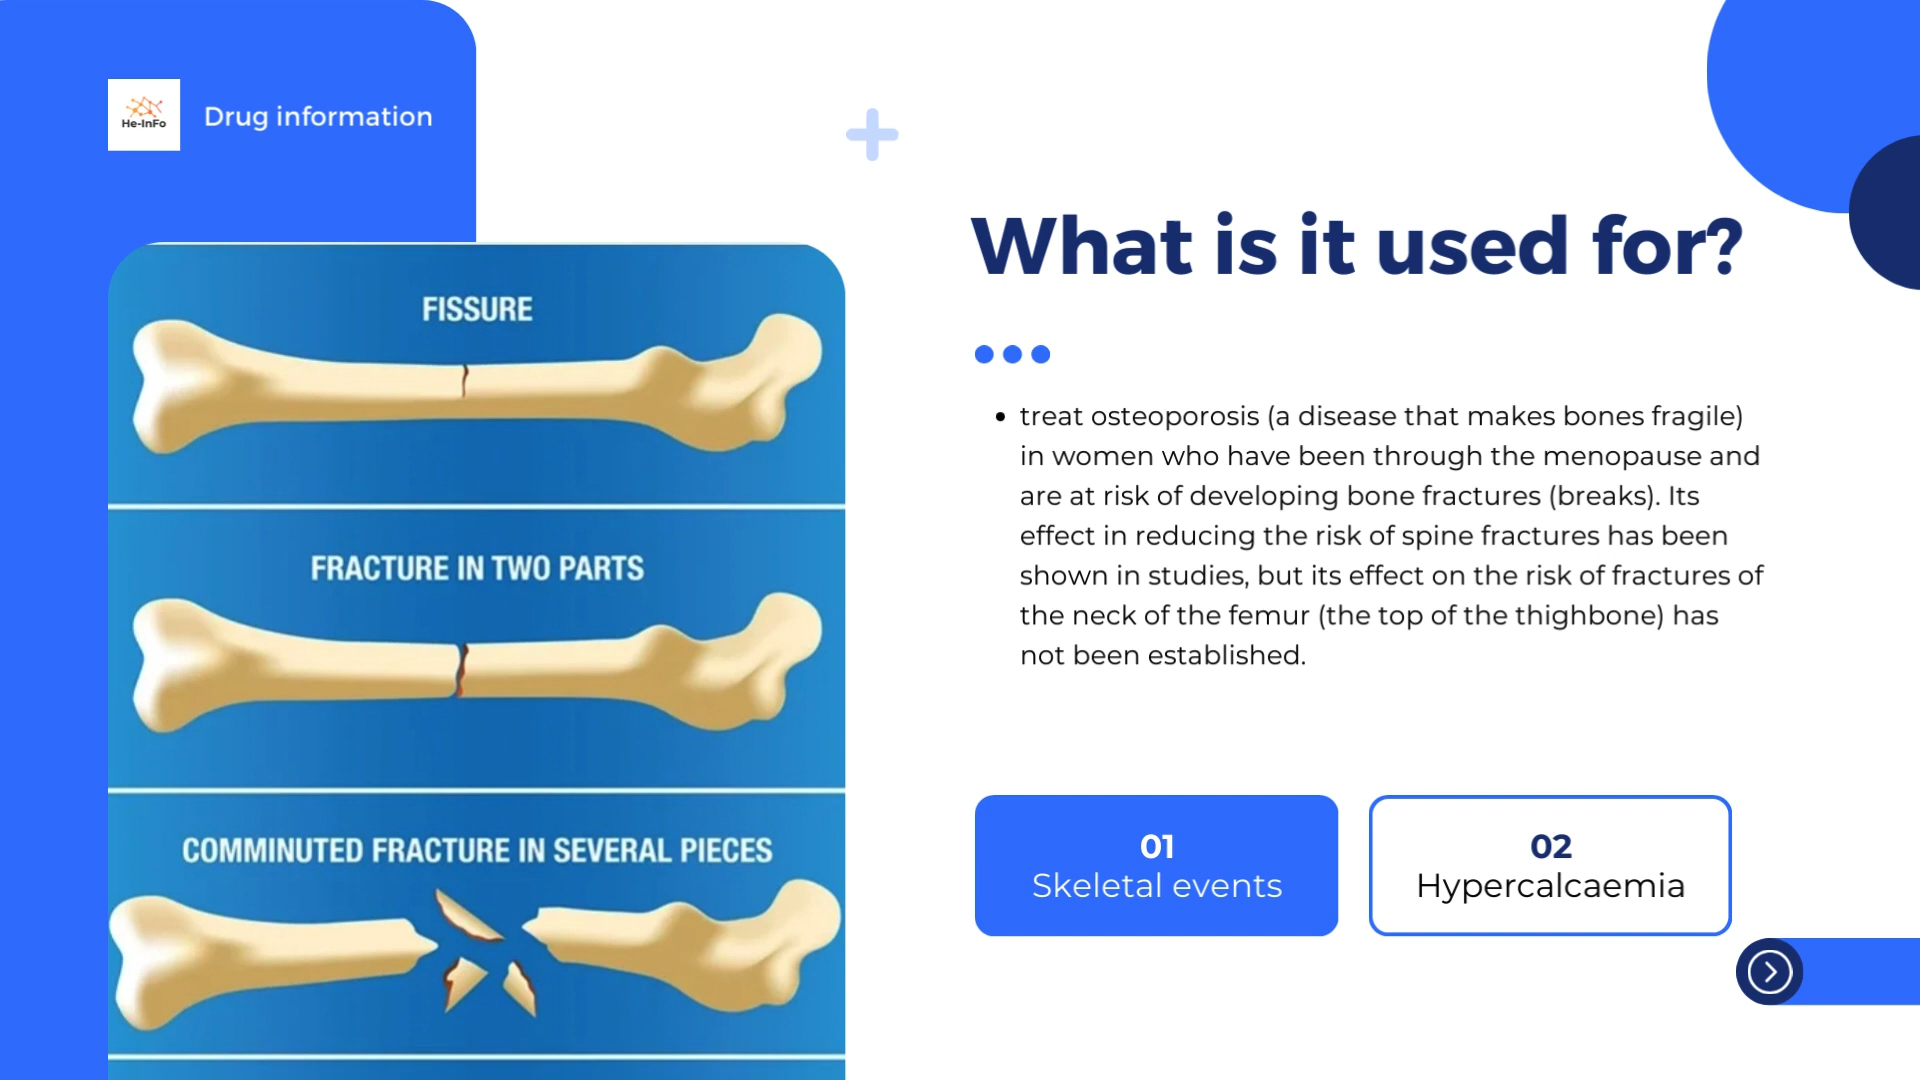 He-InFo
Drug information
What is it used for?
FISSURE
FRACTURE IN TWO PARTS
COMMINUTED FRACTURE IN SEVERAL PIECES
• treat osteoporosis (a disease that makes bones fragile)
in women who have been through the menopause and
are at risk of developing bone fractures (breaks). Its
effect in reducing the risk of spine fractures has been
shown in studies, but its effect on the risk of fractures of
the neck of the femur (the top of the thighbone) has
not been established.
01
Skeletal events
02
Hypercalcaemia